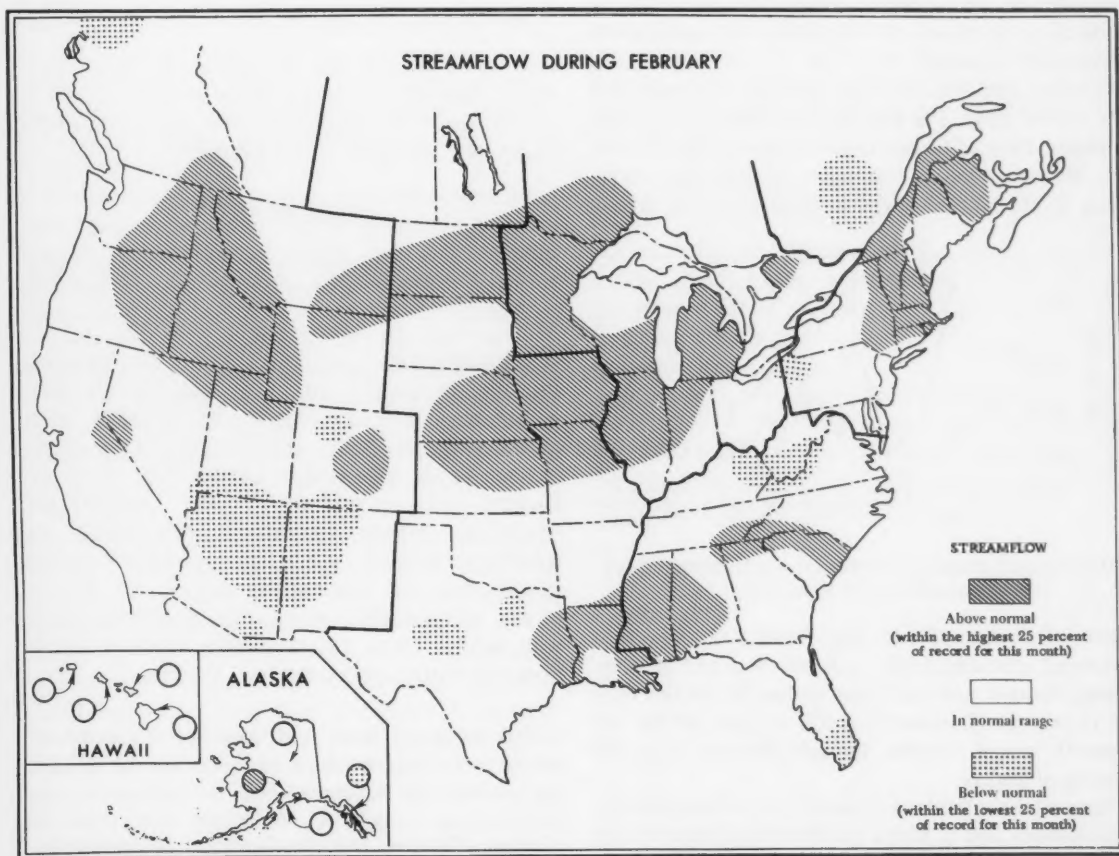 STREAMFLOW DURING FEBRUARY
STREAMFLOW
Above normal
(within the highest 25 percent
of record for this month)
In normal range
Below normal
(within the lowest 25 percent
of record for this month)
HAWAII
ALASKA